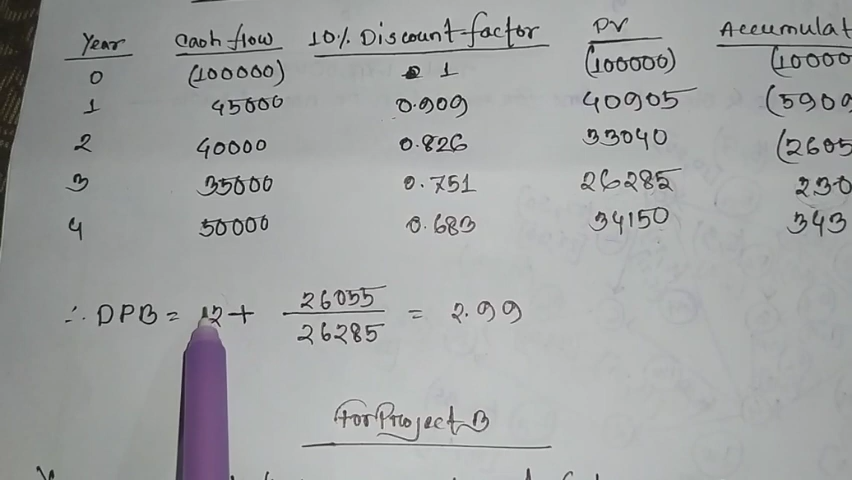 Year Cash flow 10% Discount factor PV Accumulat
0 (100000) 1 (100000) (10000
1 45000 0.909 40905 (5909
2 40000 0.826 33040 (2605
3 35000 0.751 26285 230
4 50000 0.683 34150 343
∴ DPB = 2 + 26055 / 26285 = 2.99
For Project B